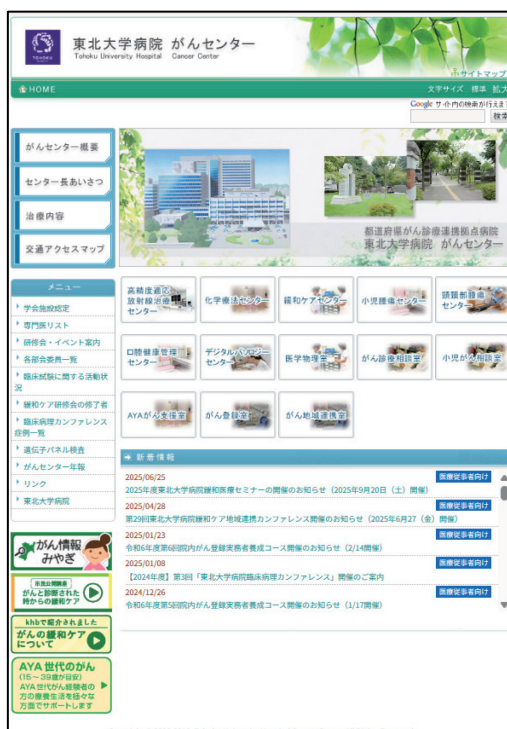 東北大学病院 がんセンター
Tohoku University Hospital Cancer Center
TOHOKU
サイトマップ
HOME
文字サイズ 標準 拡大
Google サイト内の検索が行えます
検索
がんセンター概要
センター長あいさつ
治療内容
交通アクセスマップ
都道府県がん診療連携拠点病院
東北大学病院 がんセンター
メニュー
学会施設認定
専門医リスト
研修会・イベント案内
各部会委員一覧
臨床試験に関する活動状
況
緩和ケア研修会の修了者
臨床病理カンファレンス
症例一覧
遺伝子パネル検査
がんセンター年報
リンク
東北大学病院
高精度適応
放射線治療
センター
化学療法センター
緩和ケアセンター
小児腫瘍センター
頭頸部腫瘍
センター
口腔健康管理
センター
デジタルパソロジー
センター
医学物理室
がん診療相談室
小児がん相談室
AYAがん支援室
がん登録室
がん地域連携室
新着情報
2025/06/25
医療従事者向け
2025年度東北大学病院緩和医療セミナーの開催のお知らせ（2025年9月20日（土）開催）
2025/04/28
医療従事者向け
第29回東北大学病院緩和ケア地域連携カンファレンス開催のお知らせ（2025年6月27（金）開催）
2025/01/23
医療従事者向け
令和6年度第6回院内がん登録実務者養成コース開催のお知らせ（2/14開催）
2025/01/08
医療従事者向け
【2024年度】第3回「東北大学病院臨床病理カンファレンス」開催のご案内
2024/12/26
医療従事者向け
令和6年度第5回院内がん登録実務者養成コース開催のお知らせ（1/17開催）
がん情報
みやぎ
市民公開講座
がんと診断された
時からの緩和ケア
khbで紹介されました
がんの緩和ケア
について
AYA世代のがん
(15～39歳が目安)
AYA世代がん経験者の
方の療養生活を様々な
方面でサポートします